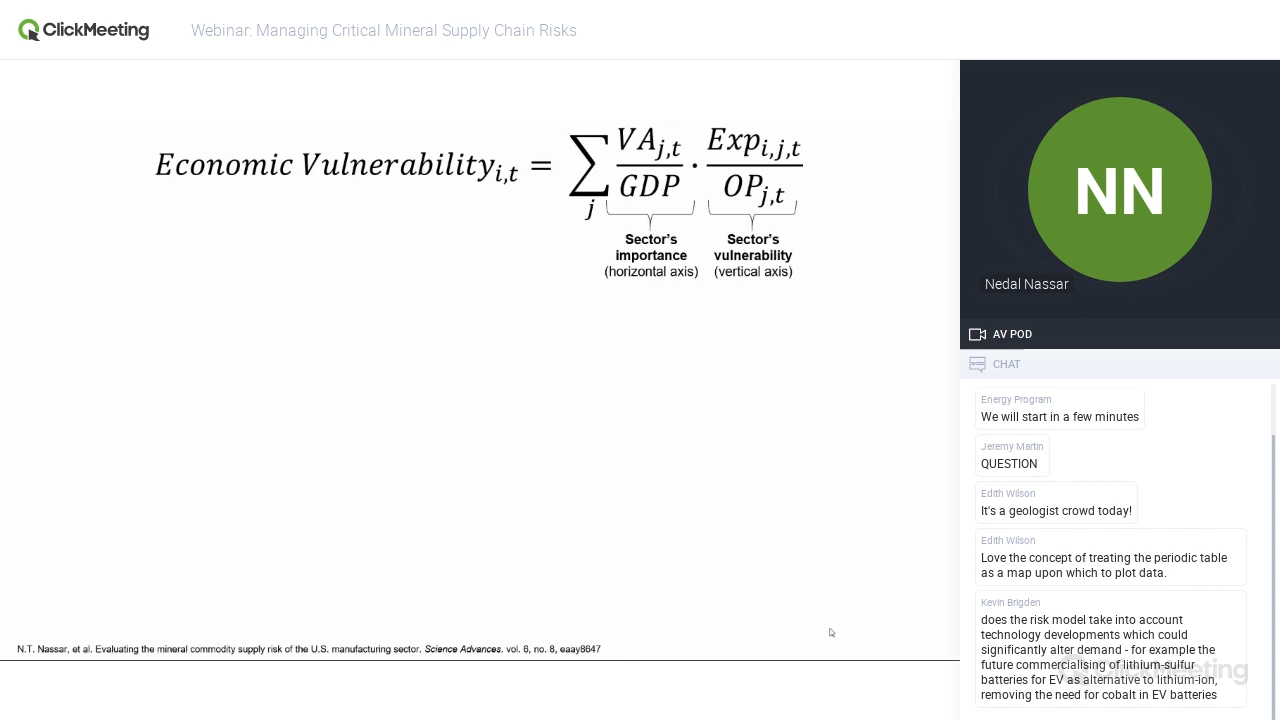 ClickMeeting
Webinar: Managing Critical Mineral Supply Chain Risks
Economic Vulnerability_{i,t} = \sum_j \frac{VA_{j,t}}{GDP} \cdot \frac{Exp_{i,j,t}}{OP_{j,t}}
Sector's
importance
(horizontal axis)
Sector's
vulnerability
(vertical axis)
N.T. Nassar, et al. Evaluating the mineral commodity supply risk of the U.S. manufacturing sector. Science Advances. vol. 6, no. 8, eaay8647
NN
Nedal Nassar
AV POD
CHAT
Energy Program
We will start in a few minutes
Jeremy Martin
QUESTION
Edith Wilson
It's a geologist crowd today!
Edith Wilson
Love the concept of treating the periodic table
as a map upon which to plot data.
Kevin Brigden
does the risk model take into account
technology developments which could
significantly alter demand - for example the
future commercialising of lithium-sulfur
batteries for EV as alternative to lithium-ion,
removing the need for cobalt in EV batteries
ClickMeeting